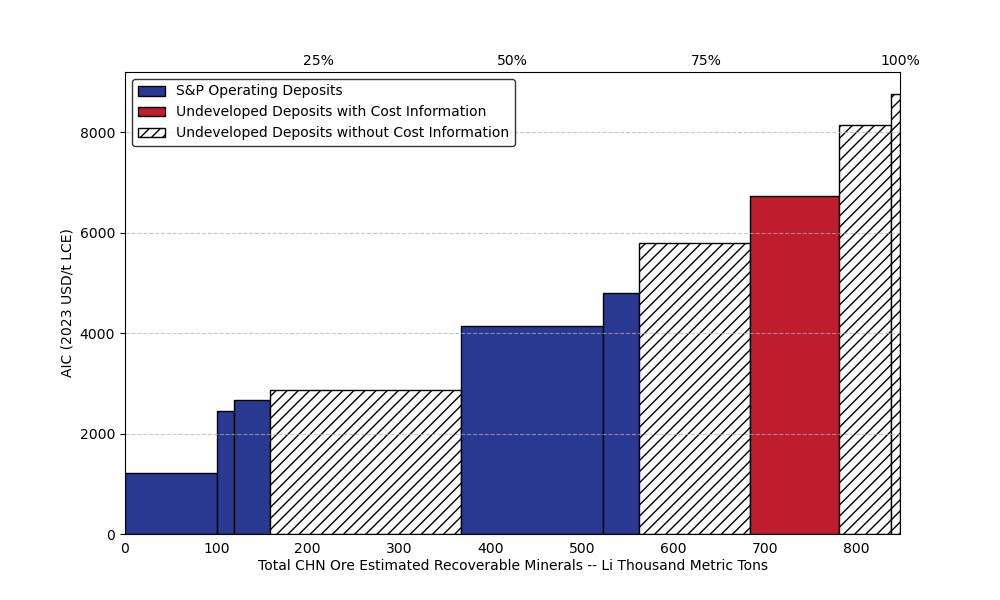 25% 50% 75% 100%
S&P Operating Deposits
Undeveloped Deposits with Cost Information
Undeveloped Deposits without Cost Information
8000
6000
4000
2000
0
AIC (2023 USD/t LCE)
0 100 200 300 400 500 600 700 800
Total CHN Ore Estimated Recoverable Minerals -- Li Thousand Metric Tons